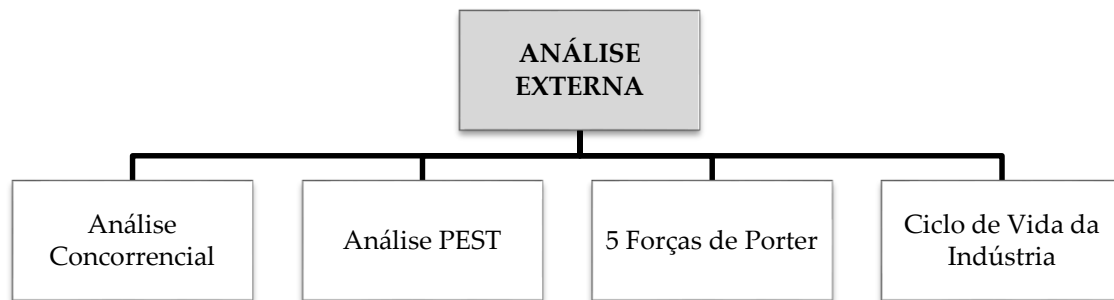 ANÁLISE
EXTERNA
Análise
Concorrencial
Análise PEST
5 Forças de Porter
Ciclo de Vida da
Indústria